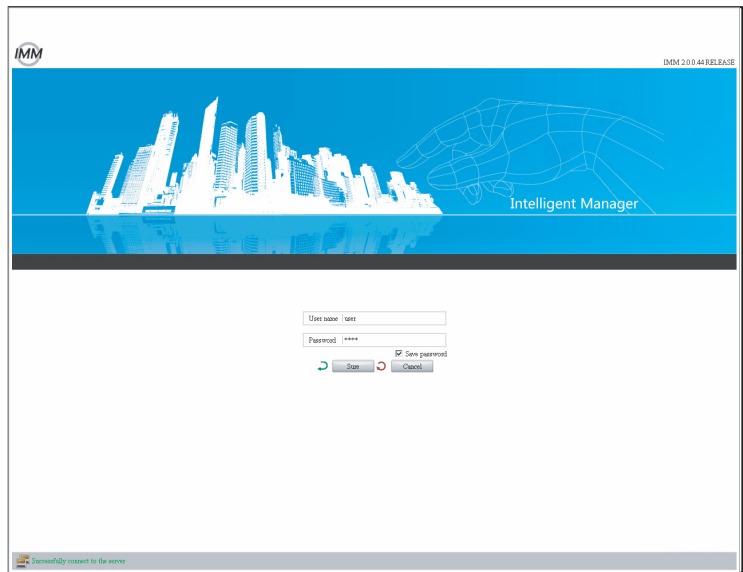 IMM
IMM 2.0.0.44 RELEASE
Intelligent Manager
User name user
Password ****
Save password
Sure Cancel
Successfully connect to the server